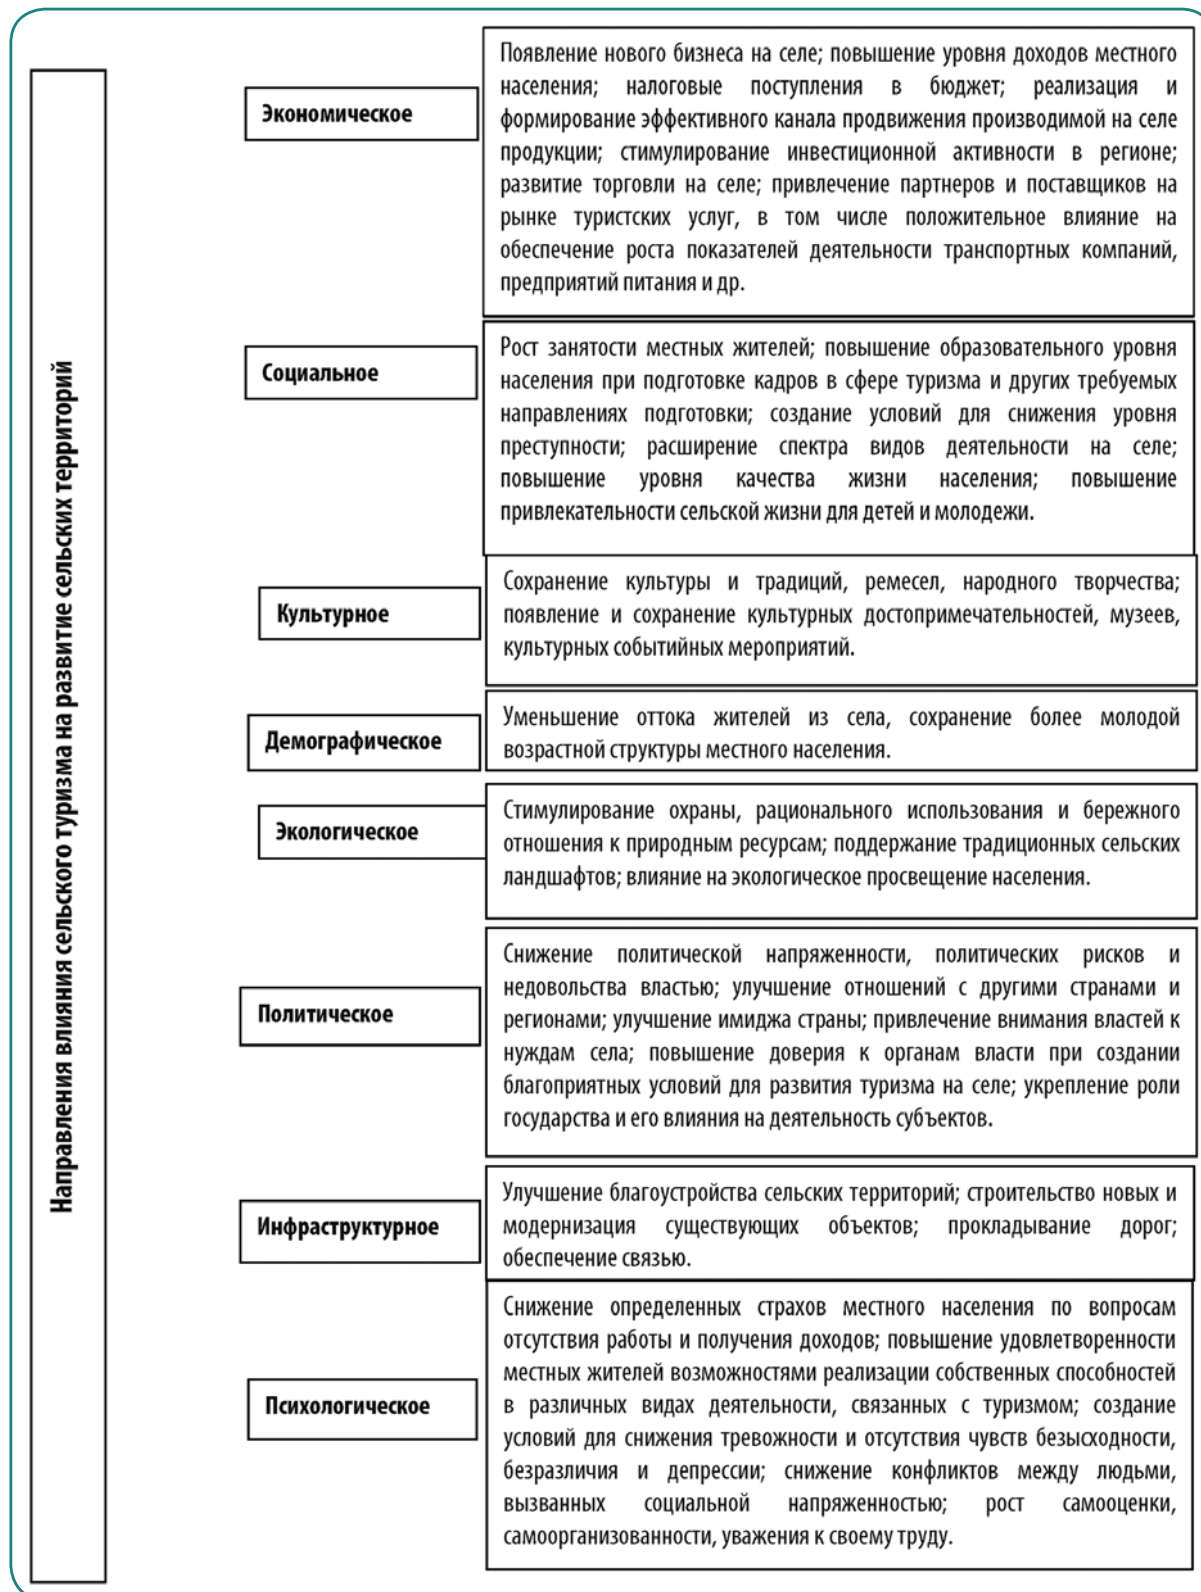 Направления влияния сельского туризма на развитие сельских территорий
Экономическое
Появление нового бизнеса на селе; повышение уровня доходов местного
населения; налоговые поступления в бюджет; реализация и
формирование эффективного канала продвижения производимой на селе
продукции; стимулирование инвестиционной активности в регионе;
развитие торговли на селе; привлечение партнеров и поставщиков на
рынке туристских услуг, в том числе положительное влияние на
обеспечение роста показателей деятельности транспортных компаний,
предприятий питания и др.
Социальное
Рост занятости местных жителей; повышение образовательного уровня
населения при подготовке кадров в сфере туризма и других требуемых
направлениях подготовки; создание условий для снижения уровня
преступности; расширение спектра видов деятельности на селе;
повышение уровня качества жизни населения; повышение
привлекательности сельской жизни для детей и молодежи.
Культурное
Сохранение культуры и традиций, ремесел, народного творчества;
появление и сохранение культурных достопримечательностей, музеев,
культурных событийных мероприятий.
Демографическое
Уменьшение оттока жителей из села, сохранение более молодой
возрастной структуры местного населения.
Экологическое
Стимулирование охраны, рационального использования и бережного
отношения к природным ресурсам; поддержание традиционных сельских
ландшафтов; влияние на экологическое просвещение населения.
Политическое
Снижение политической напряженности, политических рисков и
недовольства властью; улучшение отношений с другими странами и
регионами; улучшение имиджа страны; привлечение внимания властей к
нуждам села; повышение доверия к органам власти при создании
благоприятных условий для развития туризма на селе; укрепление роли
государства и его влияния на деятельность субъектов.
Инфраструктурное
Улучшение благоустройства сельских территорий; строительство новых и
модернизация существующих объектов; прокладывание дорог;
обеспечение связью.
Психологическое
Снижение определенных страхов местного населения по вопросам
отсутствия работы и получения доходов; повышение удовлетворенности
местных жителей возможностями реализации собственных способностей
в различных видах деятельности, связанных с туризмом; создание
условий для снижения тревожности и отсутствия чувств безысходности,
безразличия и депрессии; снижение конфликтов между людьми,
вызванных социальной напряженностью; рост самооценки,
самоорганизованности, уважения к своему труду.